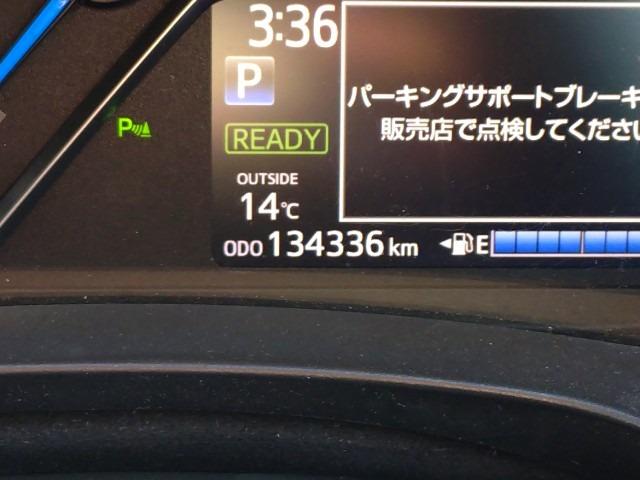 3:36
P
パーキングサポートブレーキ
販売店で点検してください
P
READY
OUTSIDE
14℃
ODO 134336 km
E